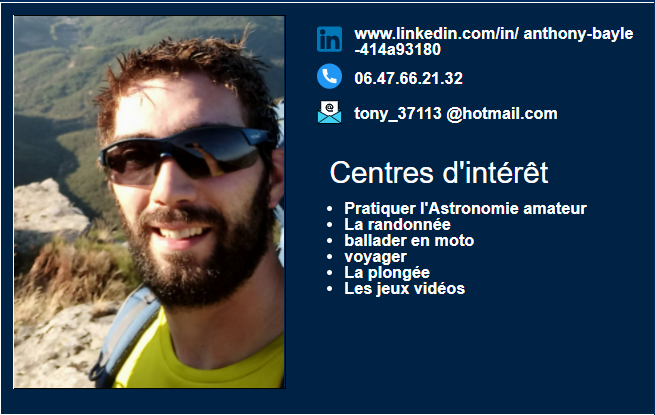 www.linkedin.com/in/ anthony-bayle
-414a93180
06.47.66.21.32
tony_37113 @hotmail.com
Centres d'intérêt
• Pratiquer l'Astronomie amateur
• La randonnée
• ballader en moto
• voyager
• La plongée
• Les jeux vidéos